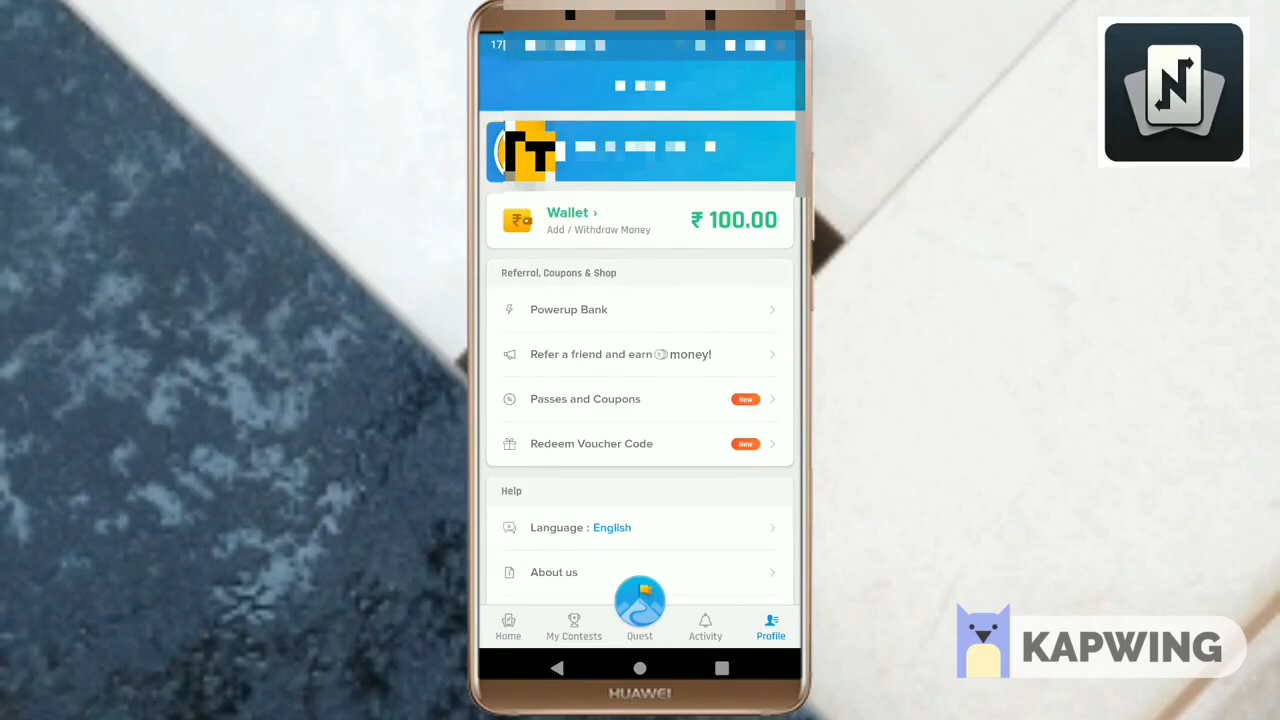 17
Wallet ›
Add / Withdraw Money
₹ 100.00
Referral, Coupons & Shop
Powerup Bank
Refer a friend and earn money!
Passes and Coupons
New
Redeem Voucher Code
New
Help
Language : English
About us
Home
My Contests
Quest
Activity
Profile
HUAWEI
N
KAPWING